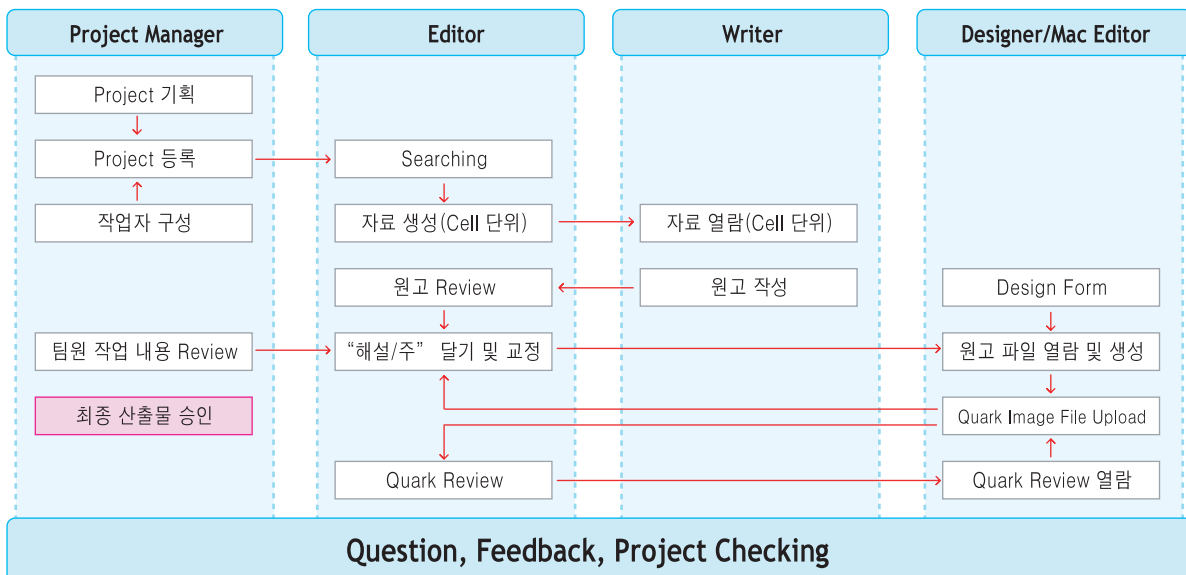 Project Manager
Editor
Writer
Designer/Mac Editor
Project 기획
Project 등록
Searching
작업자 구성
자료 생성(Cell 단위)
자료 열람(Cell 단위)
원고 Review
원고 작성
Design Form
팀원 작업 내용 Review
“해설/주” 달기 및 교정
원고 파일 열람 및 생성
최종 산출물 승인
Quark Image File Upload
Quark Review
Quark Review 열람
Question, Feedback, Project Checking